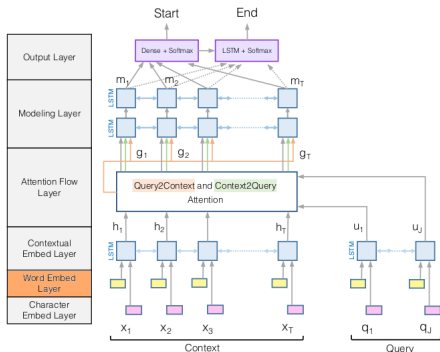 Start End
Output Layer
Dense + Softmax
LSTM + Softmax
m1 m2 mT
Modeling Layer
LSTM
LSTM
g1 g2 gT
Attention Flow
Layer
Query2Context and Context2Query
Attention
h1 h2 hT
u1 uJ
Contextual
Embed Layer
LSTM
LSTM
Word Embed
Layer
Character
Embed Layer
x1 x2 x3 xT
q1 qJ
Context
Query